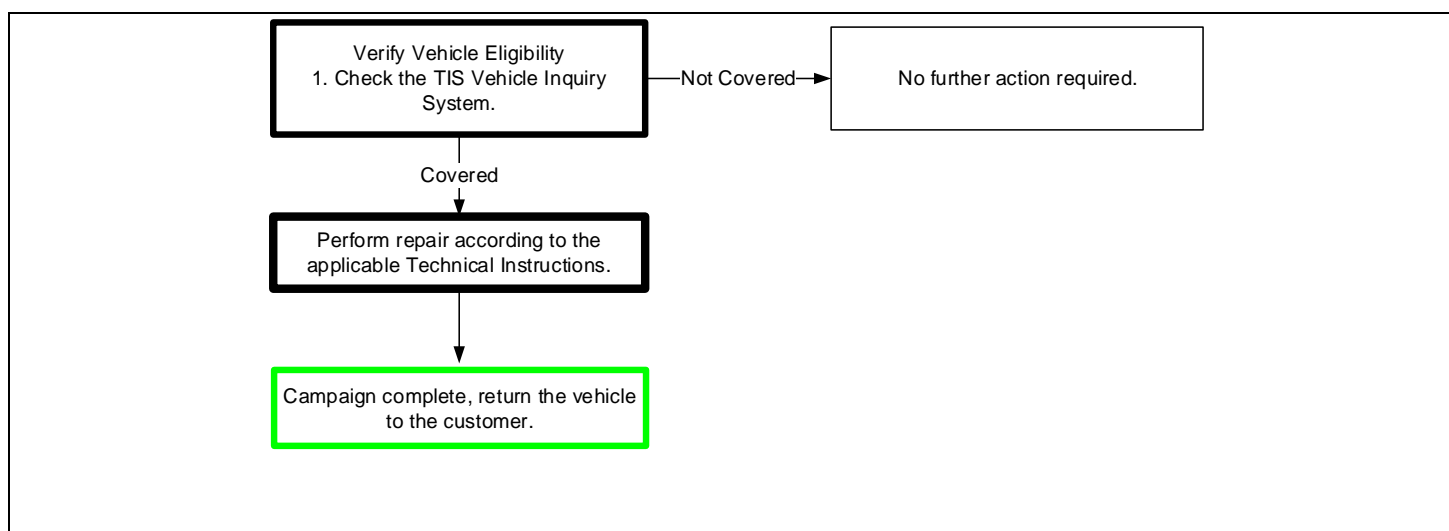 Verify Vehicle Eligibility
1. Check the TIS Vehicle Inquiry
System.
Not Covered
No further action required.
Covered
Perform repair according to the
applicable Technical Instructions.
Campaign complete, return the vehicle
to the customer.